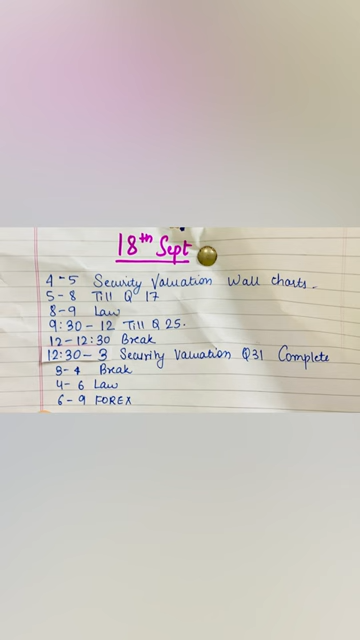 18th Sept
4-5 Security Valuation Wall charts.
5-8 Till Q 17
8-9 Law
9:30-12 Till Q 25.
12-12:30 Break
12:30-3 Security Valuation Q31 Complete
3-4 Break
4-6 Law
6-9 FOREX